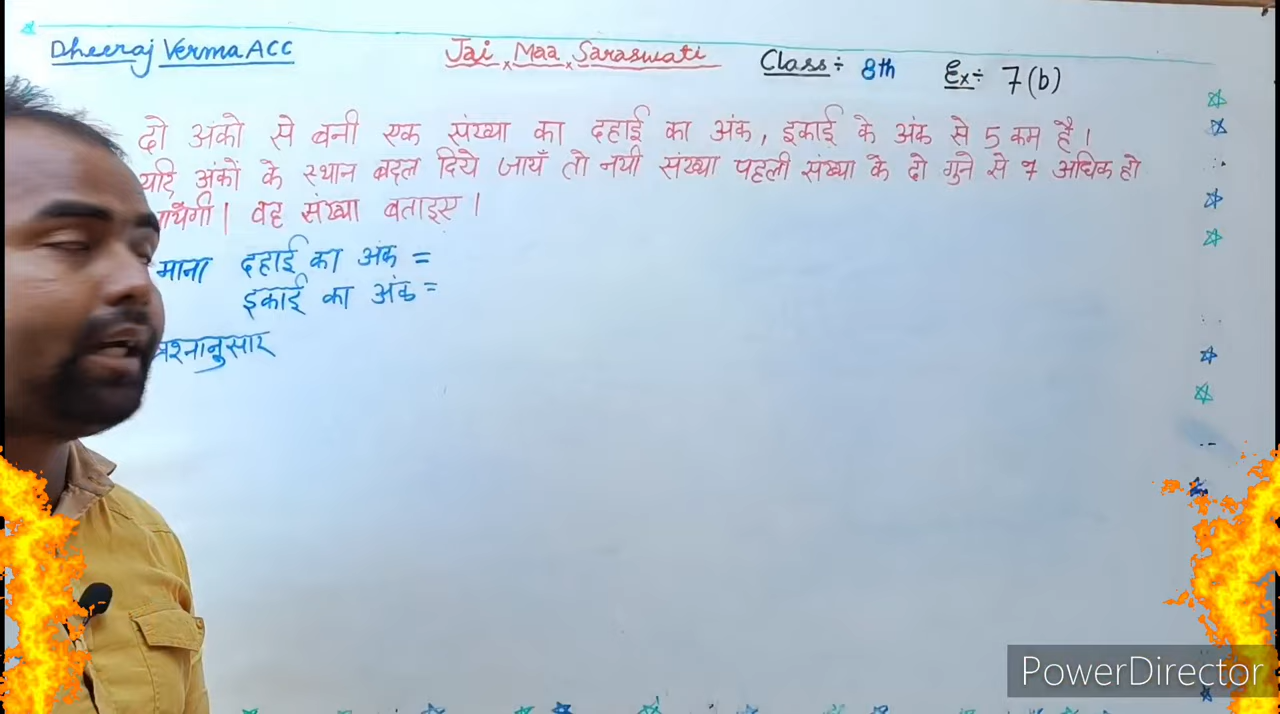 Dheeraj Verma ACC
Jai Maa Saraswati
Class÷ 8th
Ex÷ 7(b)
दो अंको से बनी एक संख्या का दहाई का अंक, इकाई के अंक से 5 कम है।
यदि अंकों के स्थान बदल दिये जायँ तो नयी संख्या पहली संख्या के दो गुने से 7 अधिक हो
जायेगी। वह संख्या बताइए।
माना दहाई का अंक =
इकाई का अंक =
प्रश्नानुसार
PowerDirector